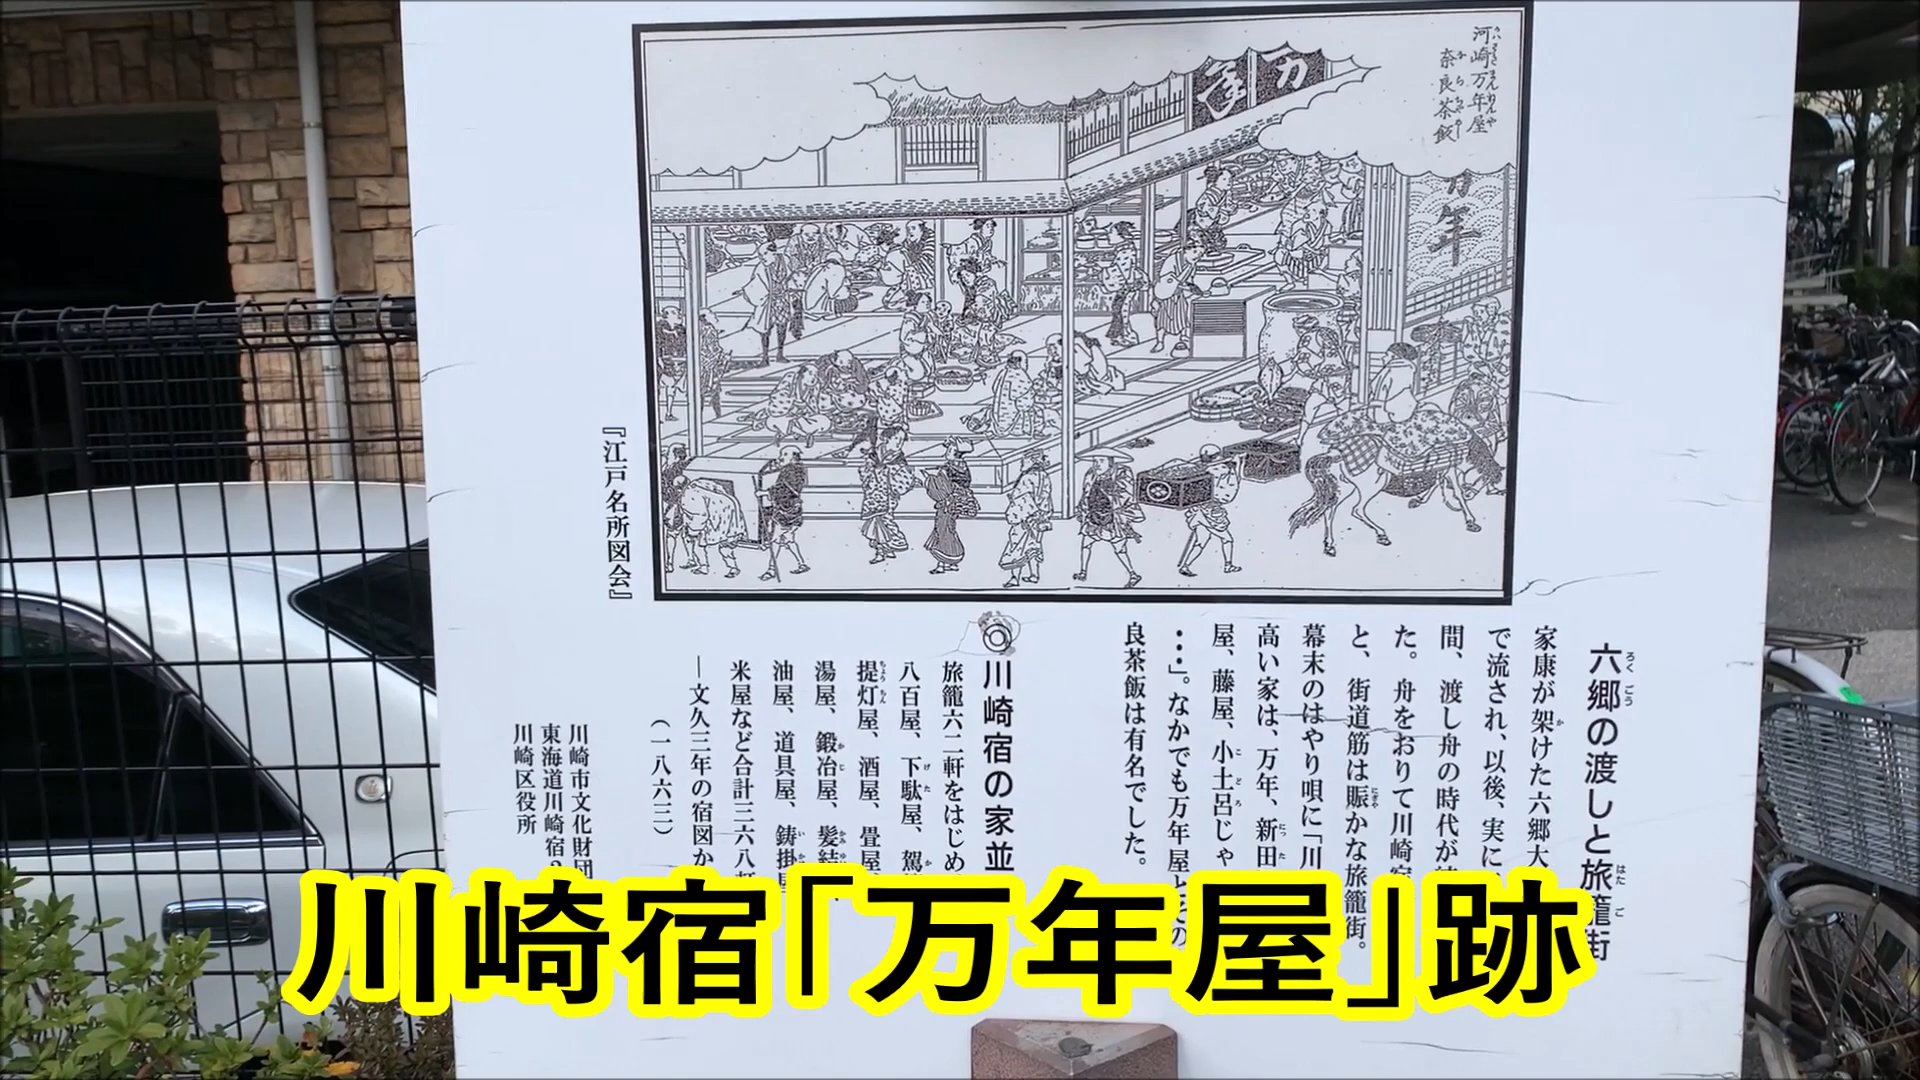 河崎万年屋
奈良茶飯
万年
万年
『江戸名所図会』
六郷の渡しと旅籠街
家康が架けた六郷大
で流され、以後、実に
間、渡し舟の時代が
た。舟をおりて川崎宿
と、街道筋は賑かな旅籠街。
幕末のはやり唄に「川
高い家は、万年、新田
屋、藤屋、小土呂じゃ
・・・」。なかでも万年屋とその
良茶飯は有名でした。
川崎宿の家並
旅籠六二軒をはじめ
八百屋、下駄屋、駕
提灯屋、酒屋、畳屋
湯屋、鍛冶屋、髪結
油屋、道具屋、鋳掛屋
米屋など合計三六八軒
―文久三年の宿図か
(一八六三)
川崎市文化財団
東海道川崎宿2
川崎区役所
川崎宿「万年屋」跡